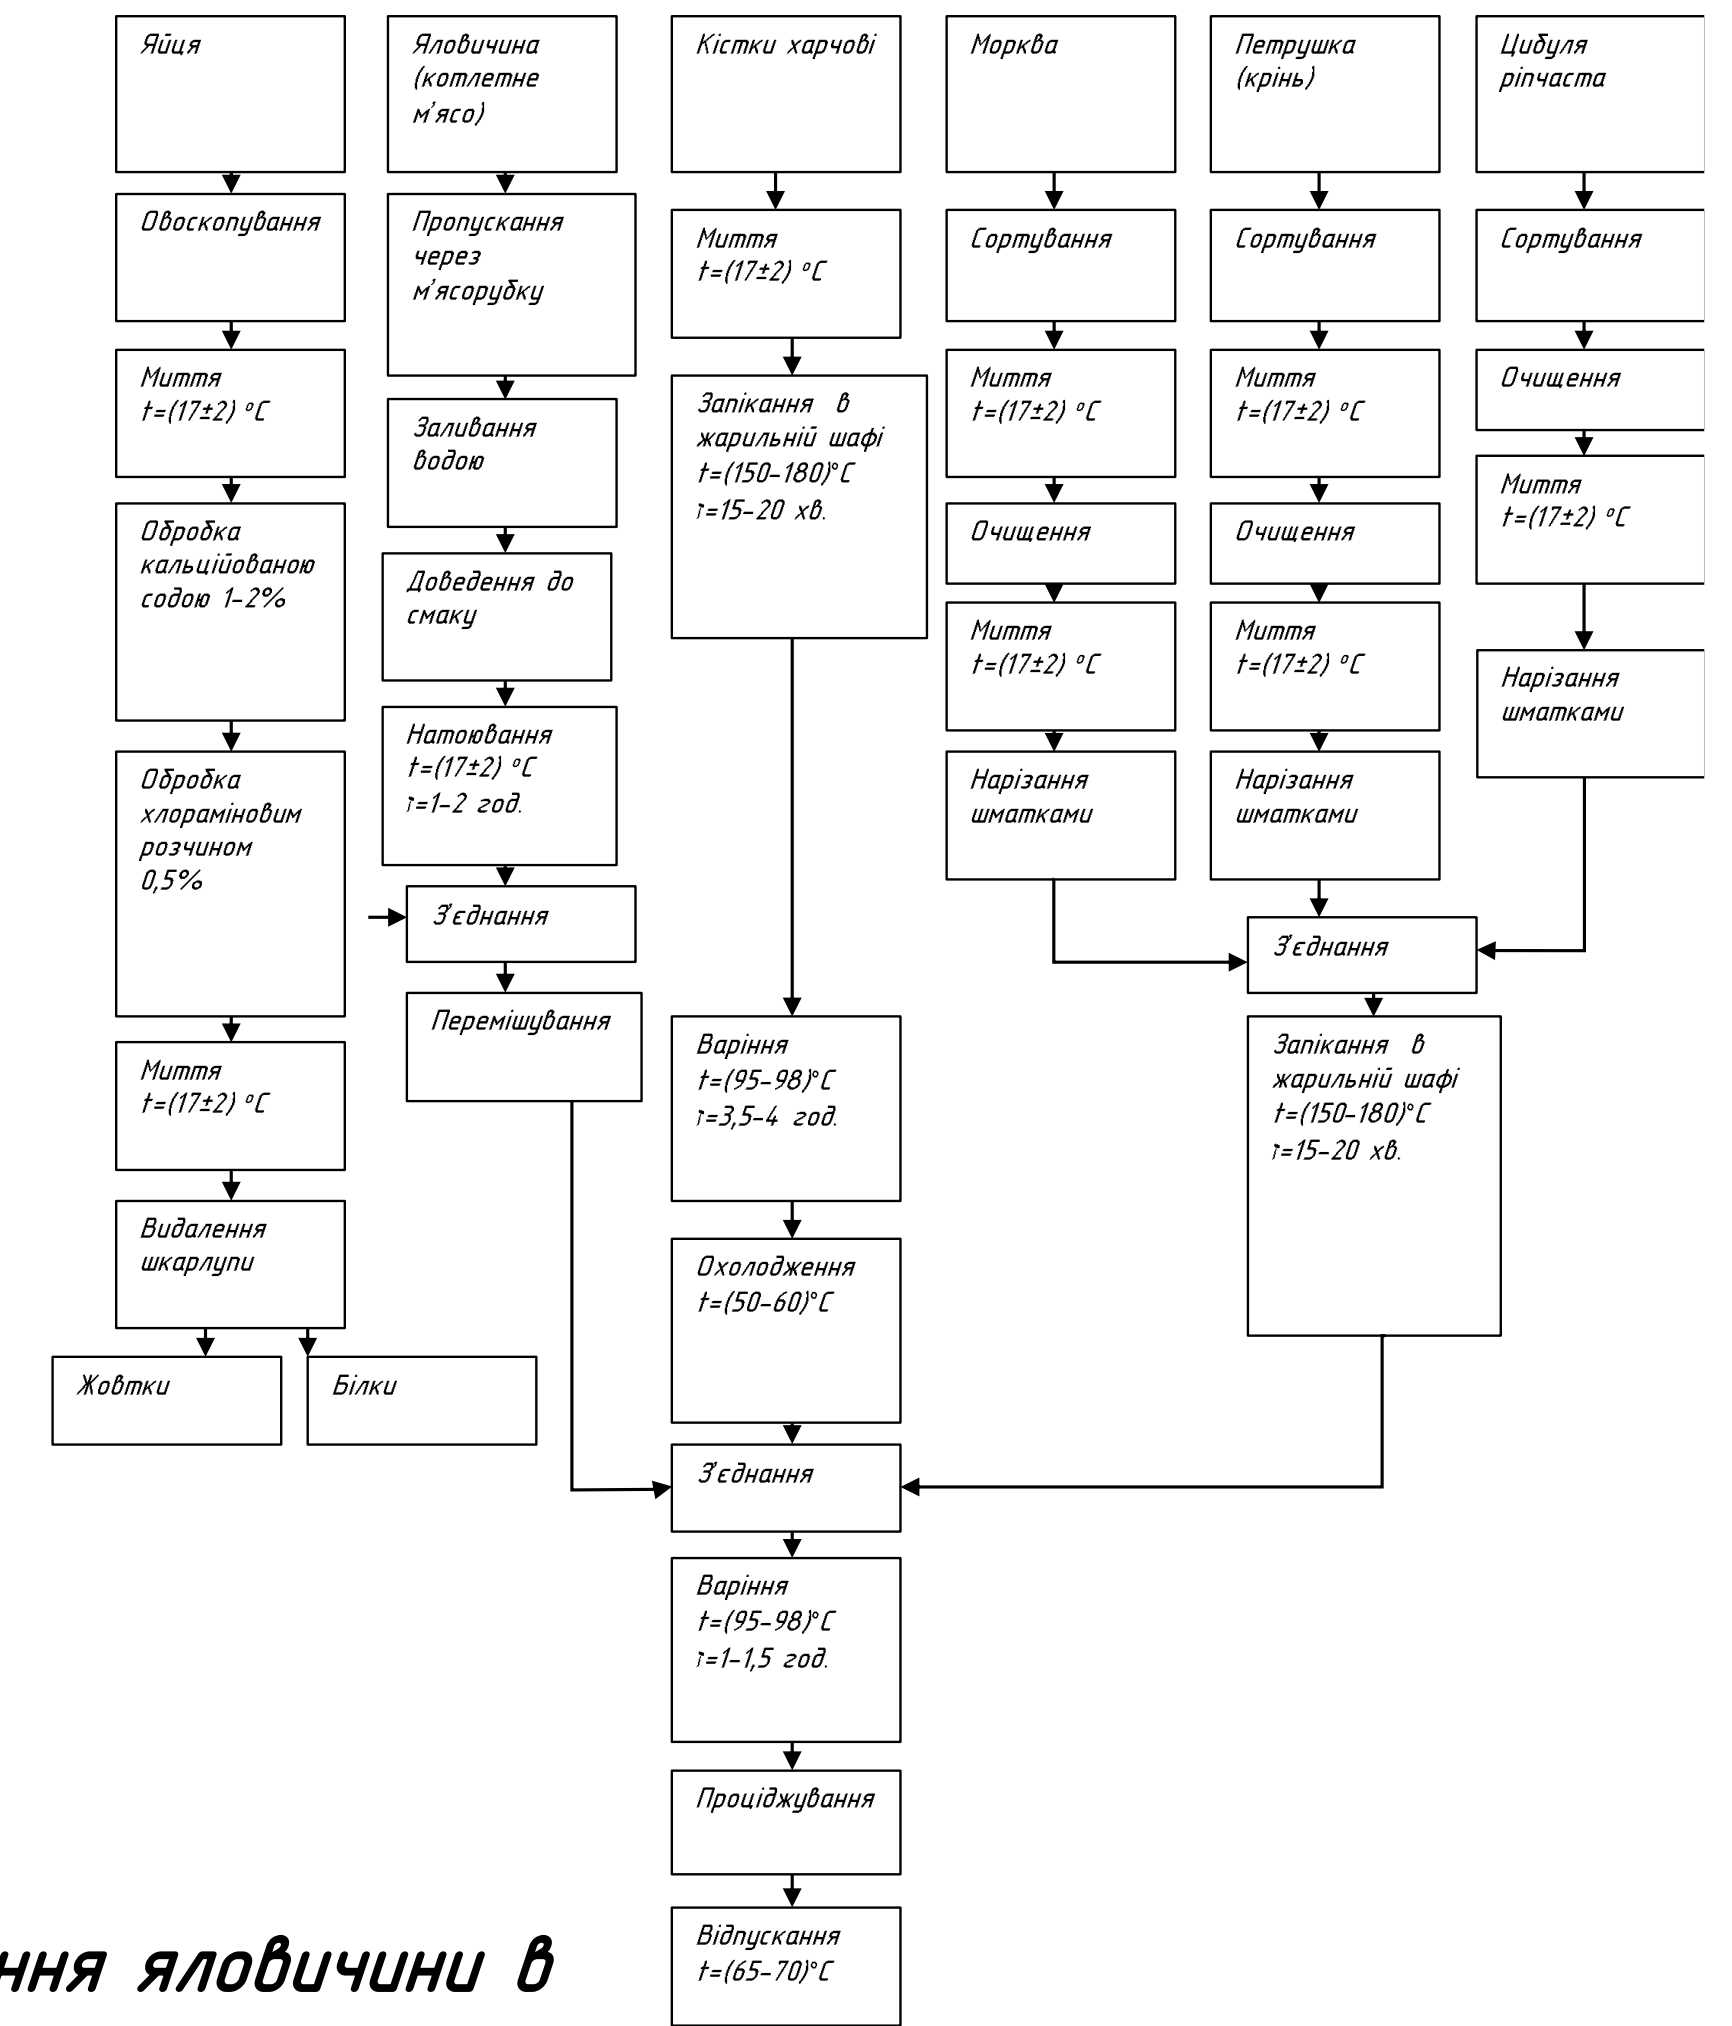 Яйця
Яловичина
(котлетне
м'ясо)
Кістки харчові
Морква
Петрушка
(крінь)
Цибуля
ріпчаста
Овоскопування
Пропускання
через
м'ясорубку
Миття
t=(17±2) °C
Сортування
Сортування
Сортування
Миття
t=(17±2) °C
Заливання
водою
Запікання в
жарильній шафі
t=(150-180)°C
τ=15-20 хв.
Миття
t=(17±2) °C
Миття
t=(17±2) °C
Очищення
Миття
t=(17±2) °C
Обробка
кальційованою
содою 1-2%
Доведення до
смаку
Очищення
Очищення
Миття
t=(17±2) °C
Миття
t=(17±2) °C
Нарізання
шматками
Обробка
хлораміновим
розчином
0,5%
Натоювання
t=(17±2) °C
τ=1-2 год.
Нарізання
шматками
Нарізання
шматками
З'єднання
З'єднання
Перемішування
Миття
t=(17±2) °C
Варіння
t=(95-98)°C
τ=3,5-4 год.
Запікання в
жарильній шафі
t=(150-180)°C
τ=15-20 хв.
Видалення
шкарлупи
Охолодження
t=(50-60)°C
Жовтки
Білки
З'єднання
Варіння
t=(95-98)°C
τ=1-1,5 год.
Проціджування
Відпускання
t=(65-70)°C
ння яловичини в